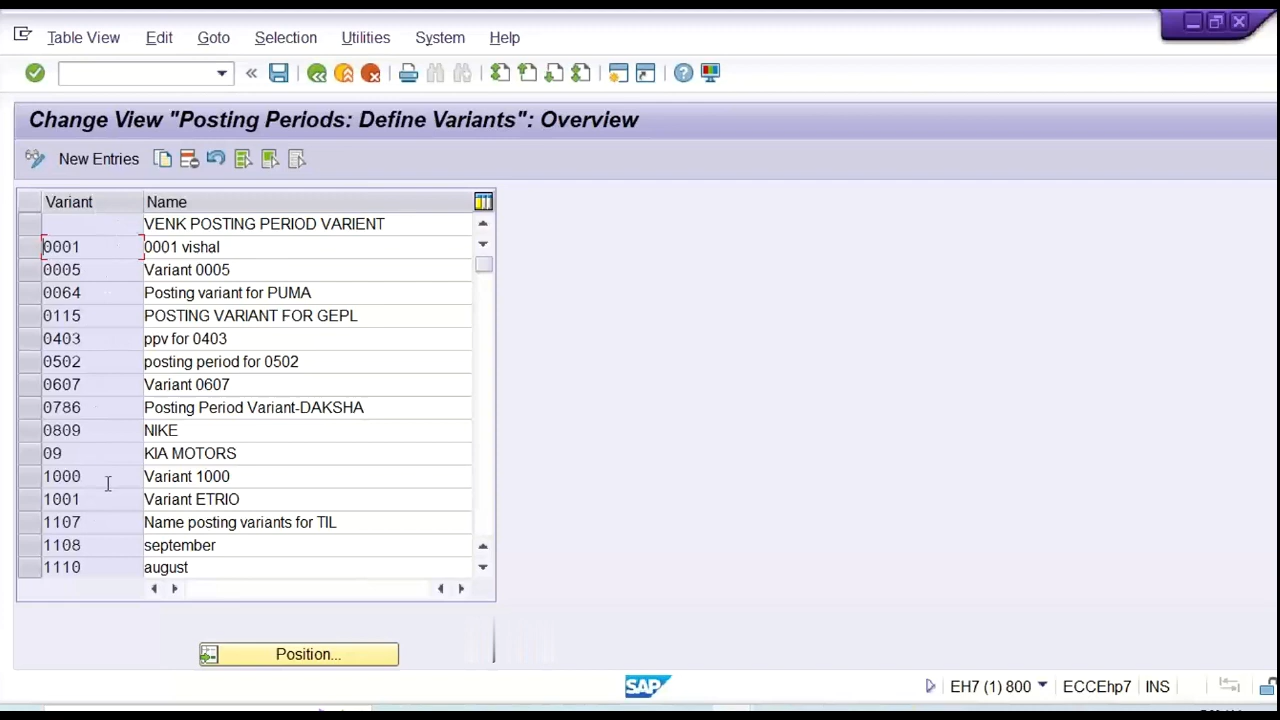 Table View Edit Goto Selection Utilities System Help
Change View "Posting Periods: Define Variants": Overview
New Entries
Variant Name
VENK POSTING PERIOD VARIENT
0001 0001 vishal
0005 Variant 0005
0064 Posting variant for PUMA
0115 POSTING VARIANT FOR GEPL
0403 ppv for 0403
0502 posting period for 0502
0607 Variant 0607
0786 Posting Period Variant-DAKSHA
0809 NIKE
09 KIA MOTORS
1000 Variant 1000
1001 Variant ETRIO
1107 Name posting variants for TIL
1108 september
1110 august
Position...
SAP EH7 (1) 800 ECCEhp7 INS